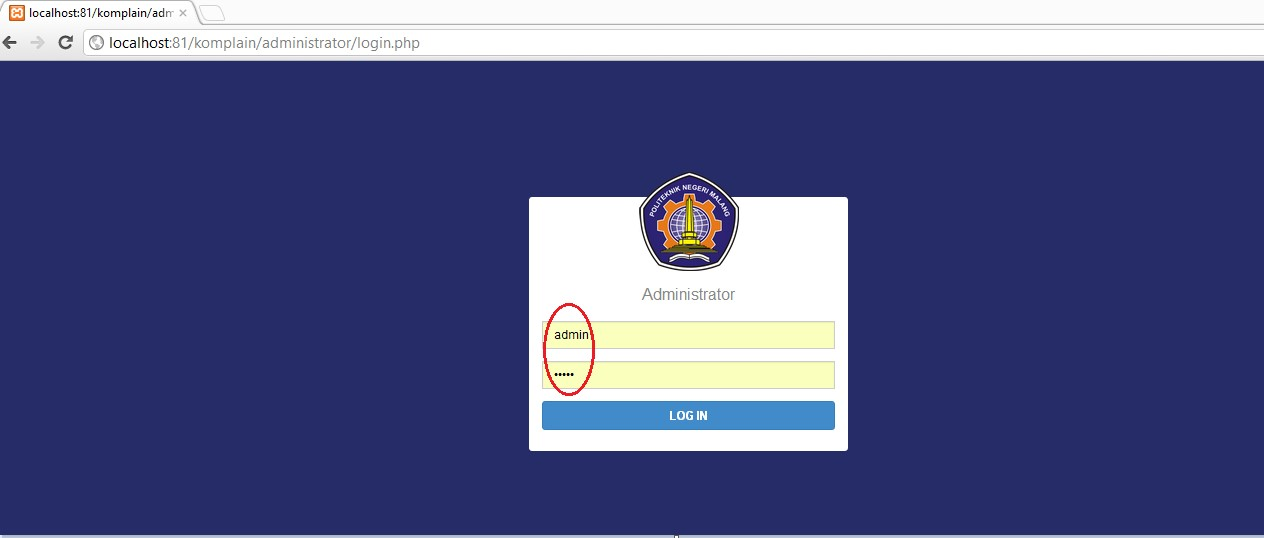 localhost:81/komplain/adm
localhost:81/komplain/administrator/login.php
POLITEKNIK NEGERI MALANG
Administrator
admin
•••••
LOG IN